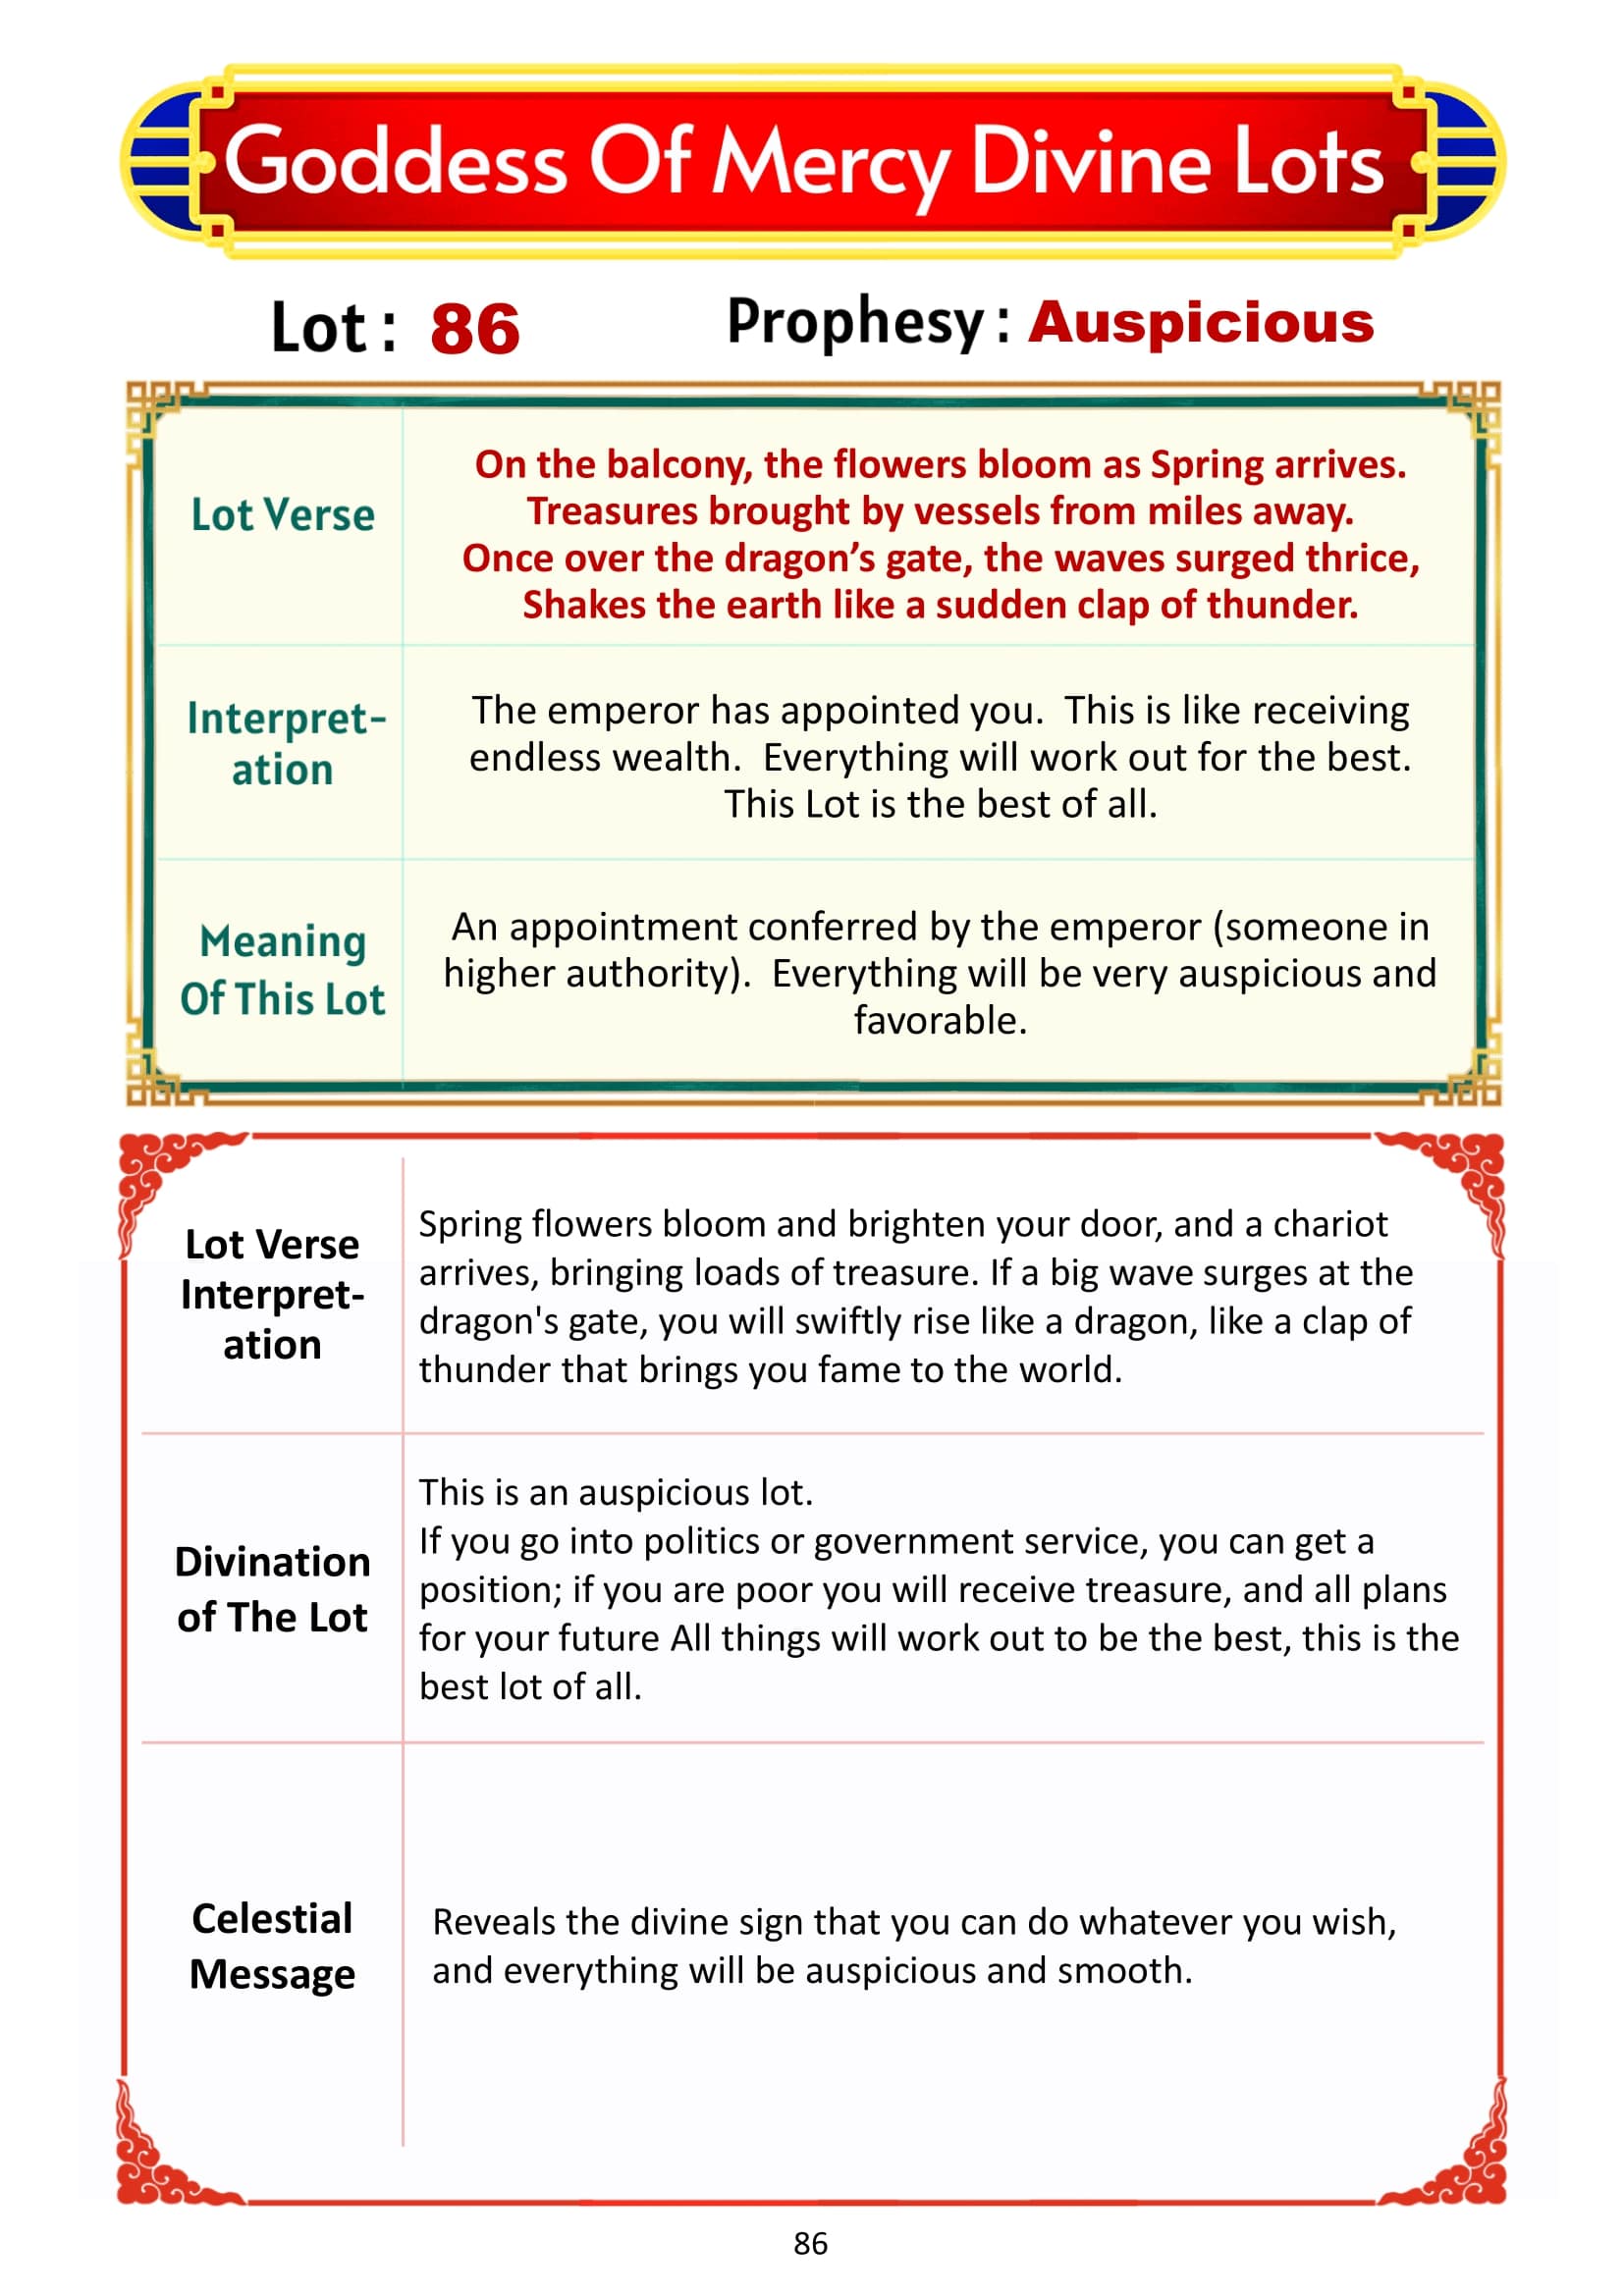 Goddess Of Mercy Divine Lots
Lot : 86
Prophesy : Auspicious
Lot Verse
On the balcony, the flowers bloom as Spring arrives.
Treasures brought by vessels from miles away.
Once over the dragon’s gate, the waves surged thrice,
Shakes the earth like a sudden clap of thunder.
Interpret-
ation
The emperor has appointed you.  This is like receiving
endless wealth.  Everything will work out for the best.
This Lot is the best of all.
Meaning
Of This Lot
An appointment conferred by the emperor (someone in
higher authority).  Everything will be very auspicious and
favorable.
Lot Verse
Interpret-
ation
Spring flowers bloom and brighten your door, and a chariot
arrives, bringing loads of treasure. If a big wave surges at the
dragon's gate, you will swiftly rise like a dragon, like a clap of
thunder that brings you fame to the world.
Divination
of The Lot
This is an auspicious lot.
If you go into politics or government service, you can get a
position; if you are poor you will receive treasure, and all plans
for your future All things will work out to be the best, this is the
best lot of all.
Celestial
Message
Reveals the divine sign that you can do whatever you wish,
and everything will be auspicious and smooth.
86